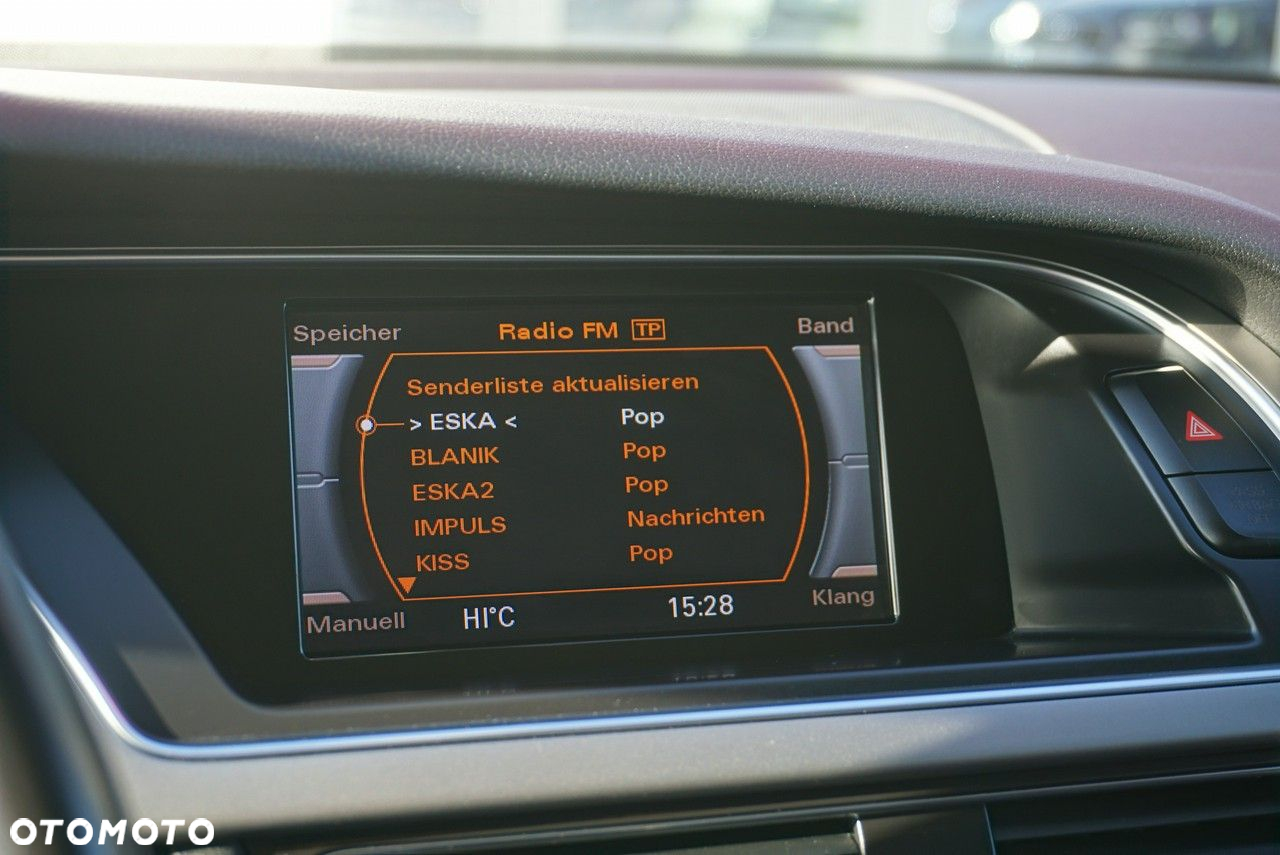 Speicher Radio FM TP Band
Senderliste aktualisieren
> ESKA < Pop
BLANIK Pop
ESKA2 Pop
IMPULS Nachrichten
KISS Pop
Manuell HI°C 15:28 Klang
OTOMOTO